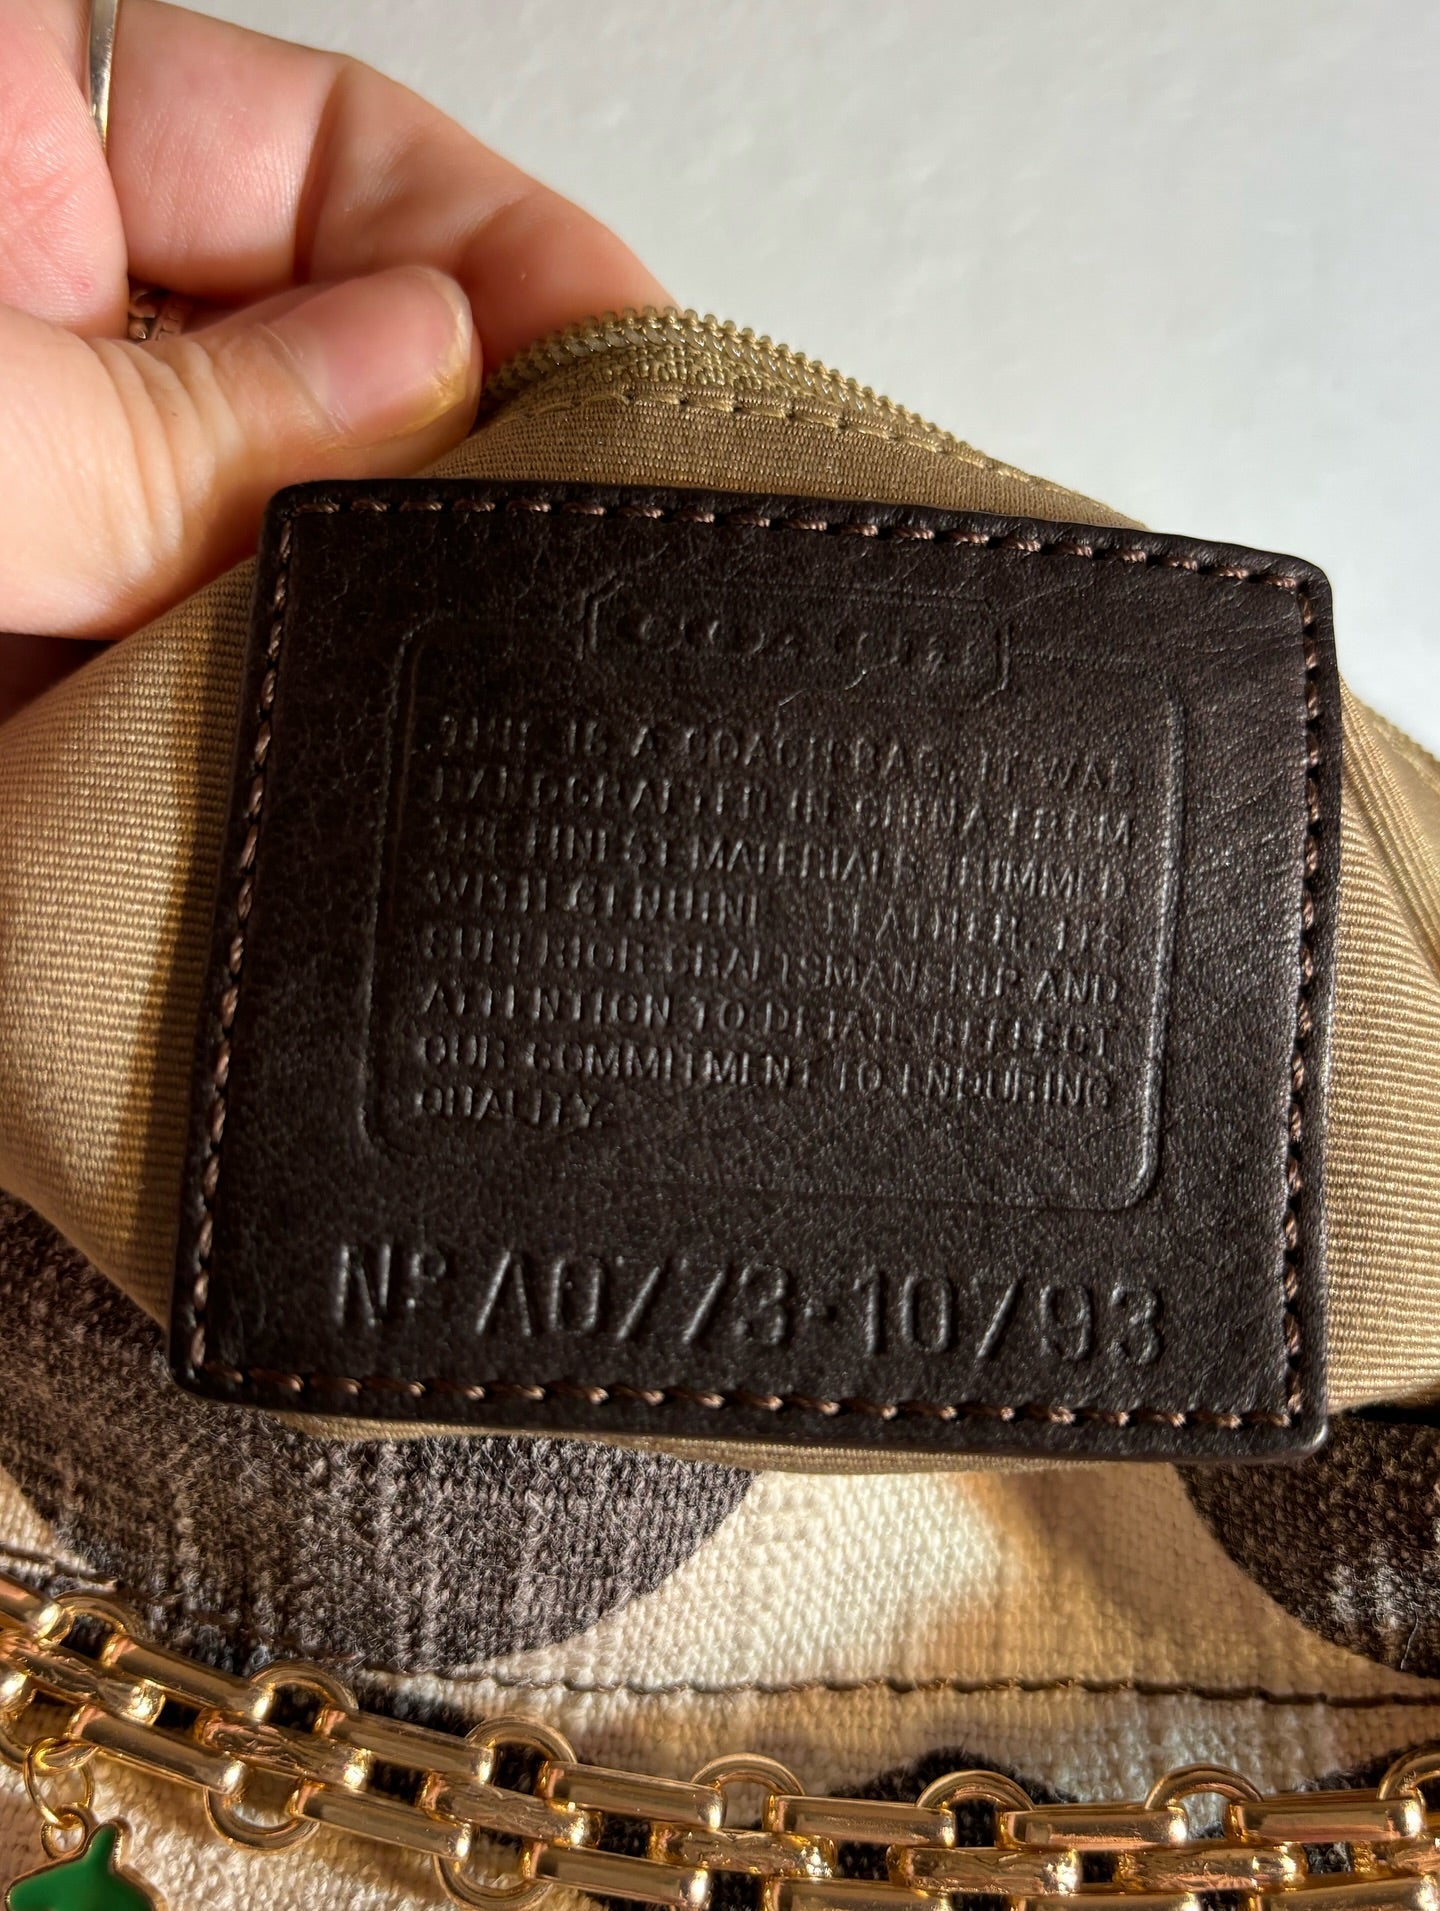 COACH
THIS IS A COACH BAG. IT WAS
HANDCRAFTED IN CHINA FROM
THE FINEST MATERIALS TRIMMED
WITH GENUINE LEATHER. ITS
SUPERIOR CRAFTSMANSHIP AND
ATTENTION TO DETAIL REFLECT
OUR COMMITMENT TO ENDURING
QUALITY.
Nº A0773-10793